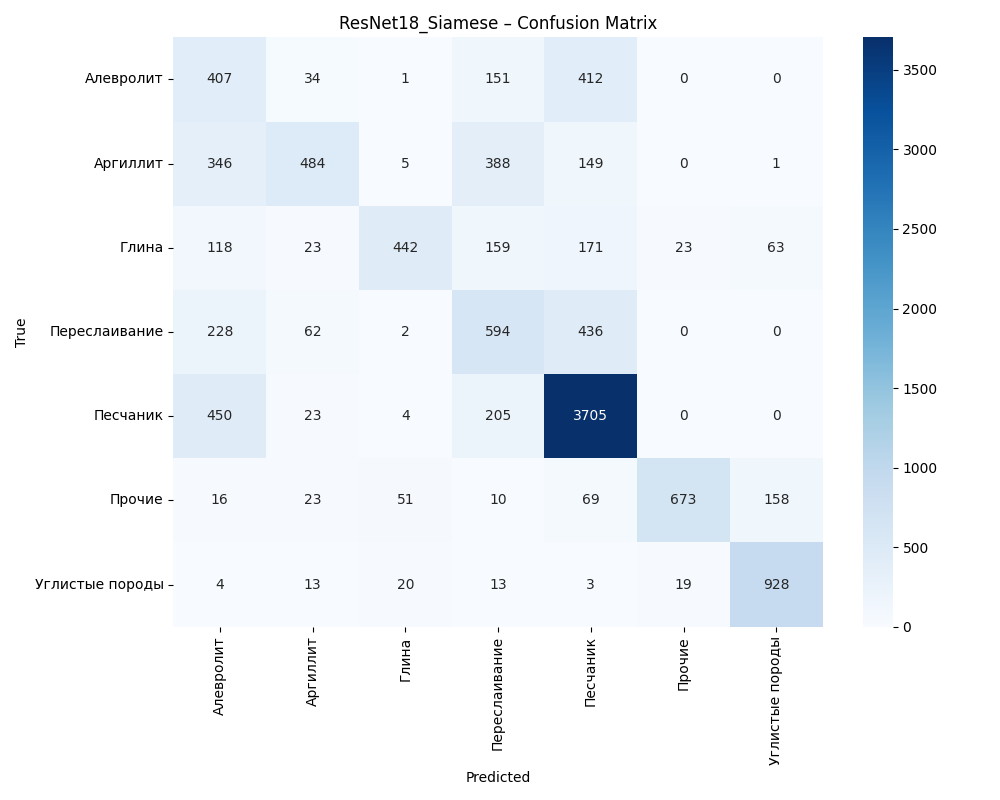 ResNet18_Siamese – Confusion Matrix
True
Алевролит 407 34 1 151 412 0 0
Аргиллит 346 484 5 388 149 0 1
Глина 118 23 442 159 171 23 63
Переслаивание 228 62 2 594 436 0 0
Песчаник 450 23 4 205 3705 0 0
Прочие 16 23 51 10 69 673 158
Углистые породы 4 13 20 13 3 19 928
Алевролит
Аргиллит
Глина
Переслаивание
Песчаник
Прочие
Углистые породы
Predicted
3500
3000
2500
2000
1500
1000
500
0